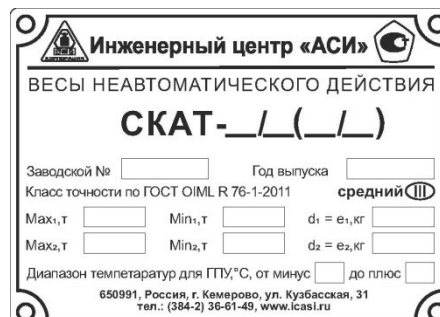 Инженерный центр «АСИ»
ВЕСЫ НЕАВТОМАТИЧЕСКОГО ДЕЙСТВИЯ
СКАТ-__/__(__/__)
Заводской № Год выпуска
Класс точности по ГОСТ OIML R 76-1-2011 средний III
Max₁,т Min₁,т d₁ = e₁,кг
Max₂,т Min₂,т d₂ = e₂,кг
Диапазон темпетаратур для ГПУ,°С, от минус до плюс
650991, Россия, г. Кемерово, ул. Кузбасская, 31
тел.: (384-2) 36-61-49, www.icasi.ru